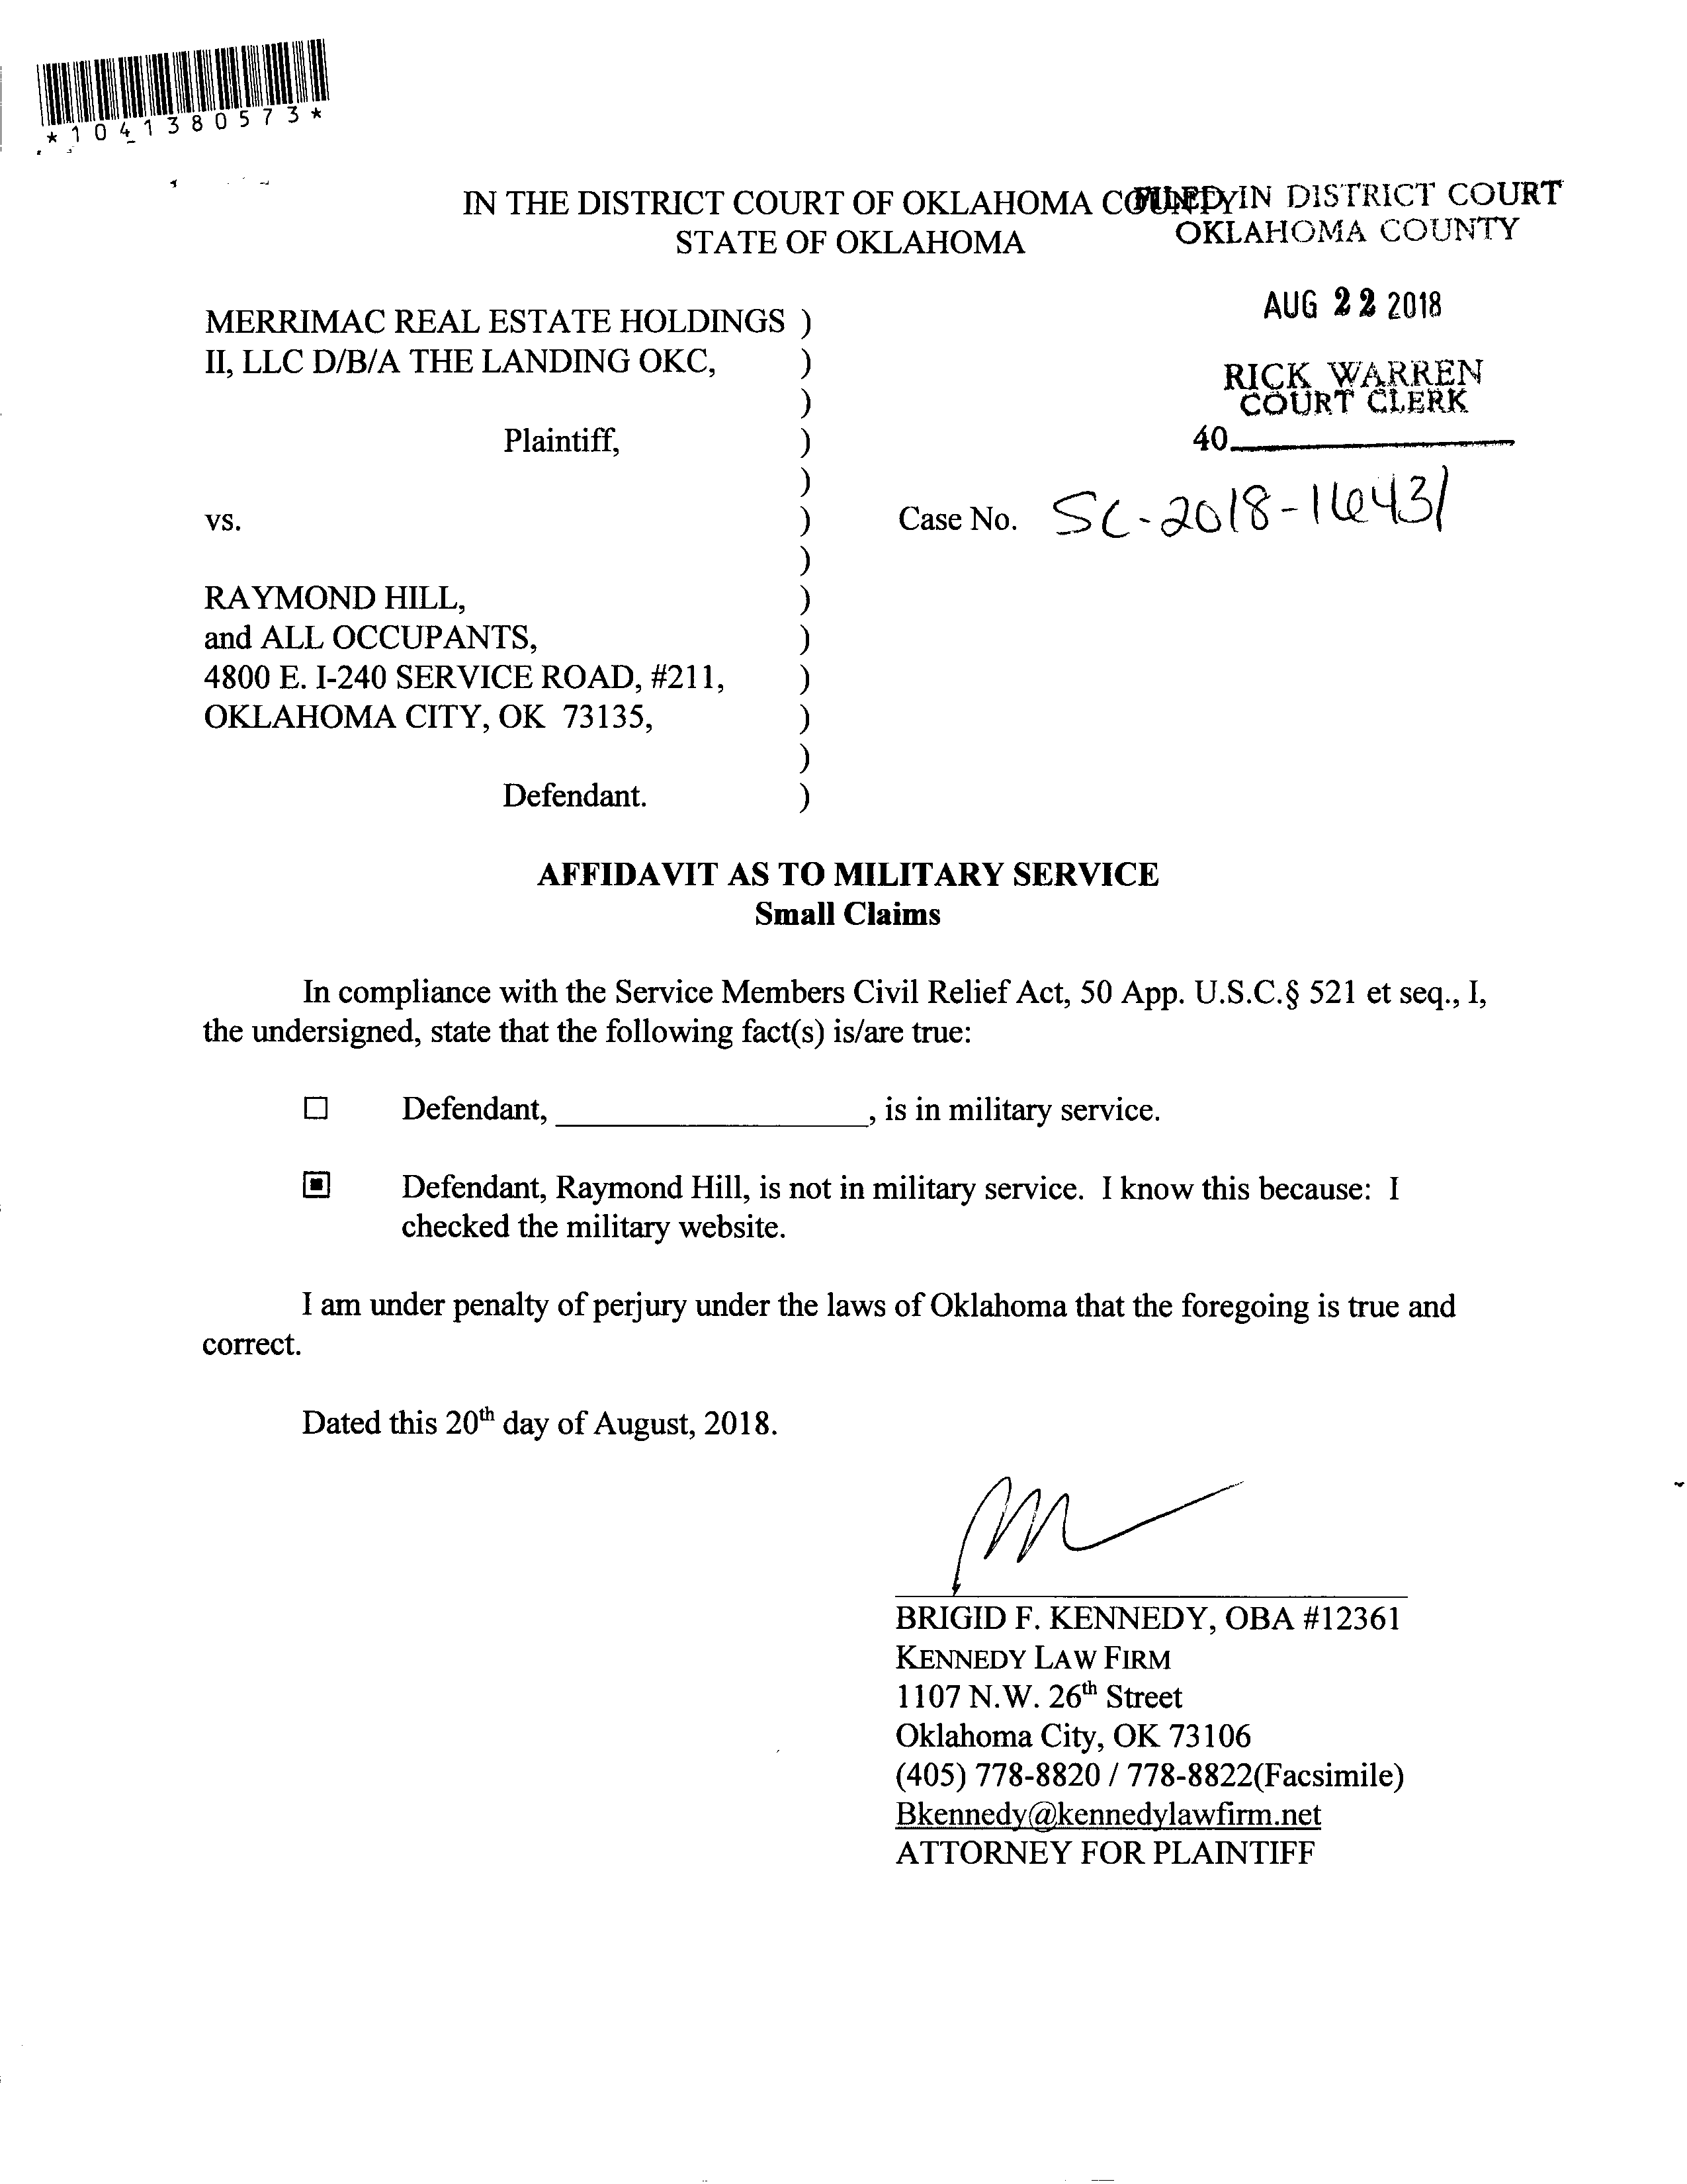 *1041380573*
IN THE DISTRICT COURT OF OKLAHOMA COUNTY
STATE OF OKLAHOMA
FILED IN DISTRICT COURT
OKLAHOMA COUNTY
AUG 22 2018
RICK WARREN
COURT CLERK
40
MERRIMAC REAL ESTATE HOLDINGS )
II, LLC D/B/A THE LANDING OKC, )
)
Plaintiff, )
)
vs. ) Case No. SC-2018-16431
)
RAYMOND HILL, )
and ALL OCCUPANTS, )
4800 E. I-240 SERVICE ROAD, #211, )
OKLAHOMA CITY, OK 73135, )
)
Defendant. )
AFFIDAVIT AS TO MILITARY SERVICE
Small Claims
In compliance with the Service Members Civil Relief Act, 50 App. U.S.C.§ 521 et seq., I,
the undersigned, state that the following fact(s) is/are true:
☐ Defendant, ____________________, is in military service.
▣ Defendant, Raymond Hill, is not in military service. I know this because: I
checked the military website.
I am under penalty of perjury under the laws of Oklahoma that the foregoing is true and
correct.
Dated this 20th day of August, 2018.
BRIGID F. KENNEDY, OBA #12361
KENNEDY LAW FIRM
1107 N.W. 26th Street
Oklahoma City, OK 73106
(405) 778-8820 / 778-8822(Facsimile)
Bkennedy@kennedylawfirm.net
ATTORNEY FOR PLAINTIFF